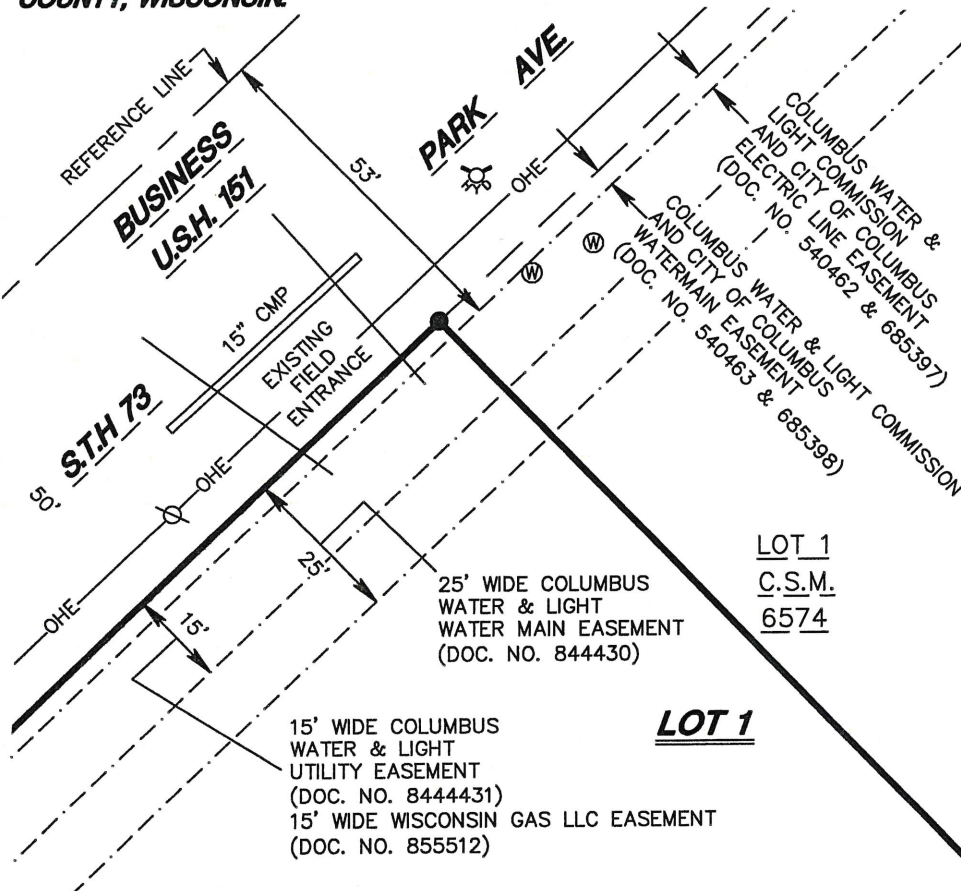 COUNTY, WISCONSIN.
REFERENCE LINE
BUSINESS
U.S.H. 151
53'
PARK AVE.
OHE
COLUMBUS WATER &
LIGHT COMMISSION
AND CITY OF COLUMBUS
ELECTRIC LINE EASEMENT
(DOC. NO. 540462 & 685397)
COLUMBUS WATER & LIGHT COMMISSION
AND CITY OF COLUMBUS
WATERMAIN EASEMENT
(DOC. NO. 540463 & 685398)
W
W
15" CMP
EXISTING
FIELD
ENTRANCE
S.T.H 73
50'
OHE
OHE
25'
15'
25' WIDE COLUMBUS
WATER & LIGHT
WATER MAIN EASEMENT
(DOC. NO. 844430)
LOT 1
C.S.M.
6574
LOT 1
15' WIDE COLUMBUS
WATER & LIGHT
UTILITY EASEMENT
(DOC. NO. 8444431)
15' WIDE WISCONSIN GAS LLC EASEMENT
(DOC. NO. 855512)